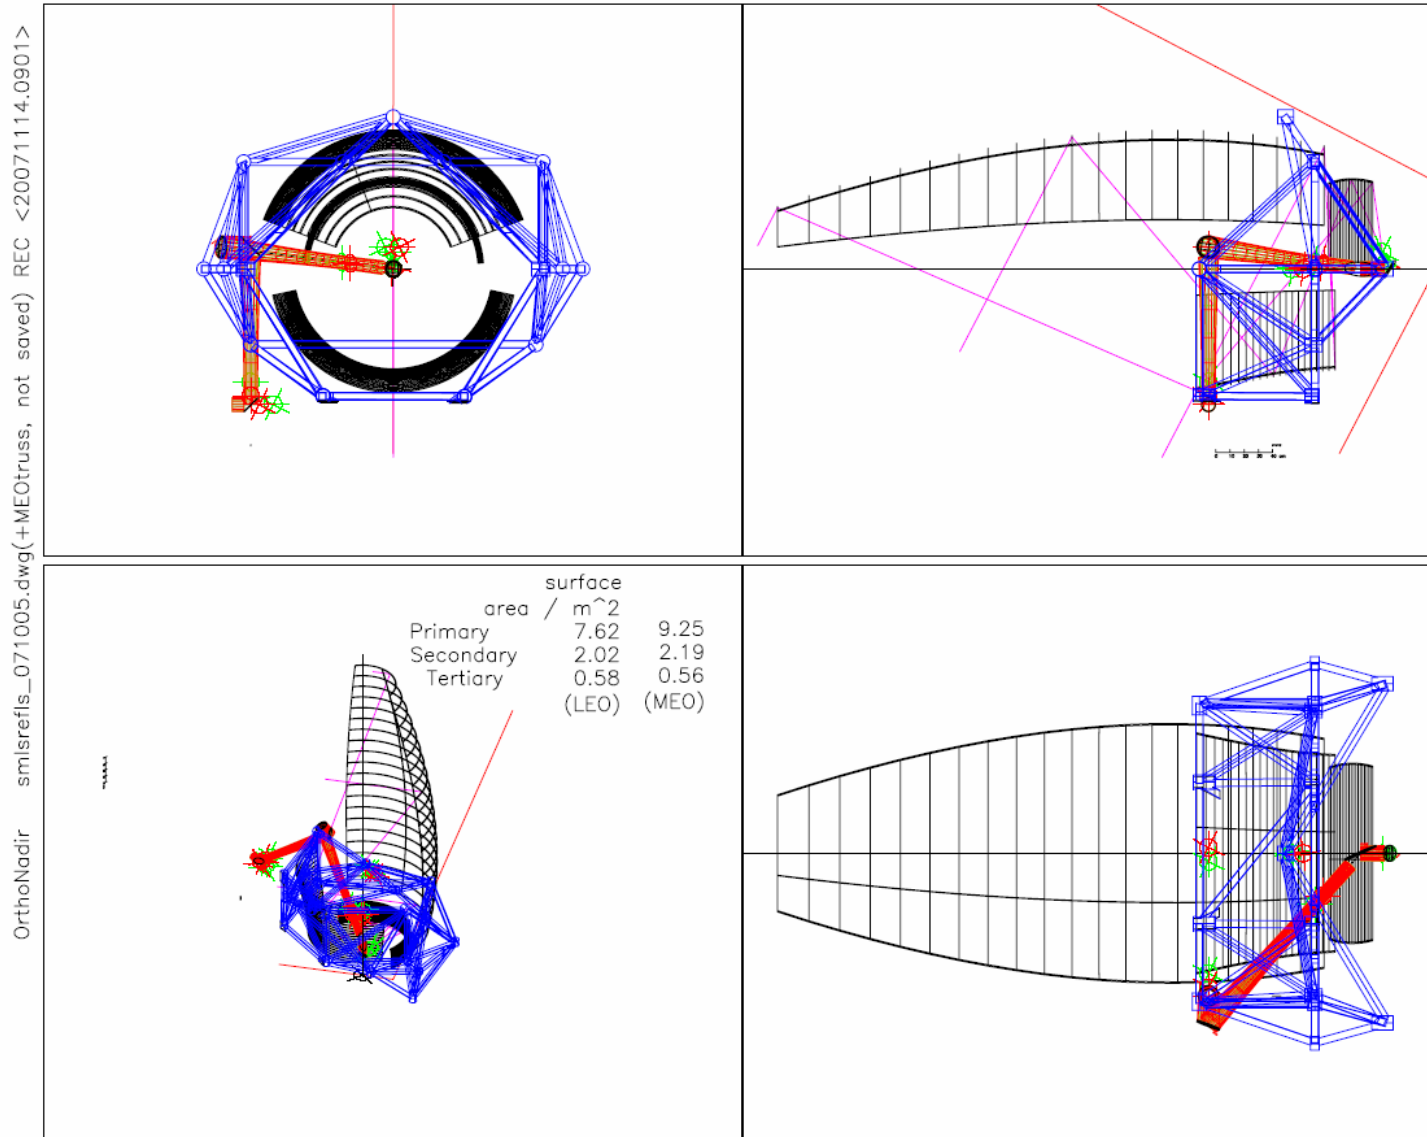 OrthoNadir smlsrefls_071005.dwg(+MEOtruss, not saved) REC <20071114.0901>
surface
area / m^2
Primary 7.62 9.25
Secondary 2.02 2.19
Tertiary 0.58 0.56
(LEO) (MEO)